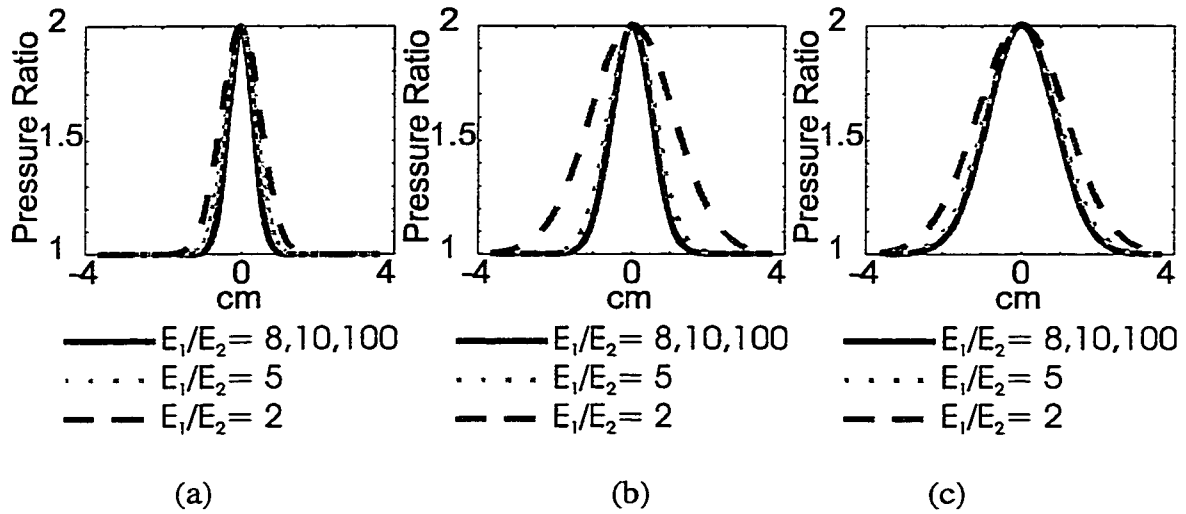 2
Pressure Ratio
1.5
1
-4
0
4
cm
E₁/E₂= 8,10,100
E₁/E₂= 5
E₁/E₂= 2
(a)
2
Pressure Ratio
1.5
1
-4
0
4
cm
E₁/E₂= 8,10,100
E₁/E₂= 5
E₁/E₂= 2
(b)
2
Pressure Ratio
1.5
1
-4
0
4
cm
E₁/E₂= 8,10,100
E₁/E₂= 5
E₁/E₂= 2
(c)